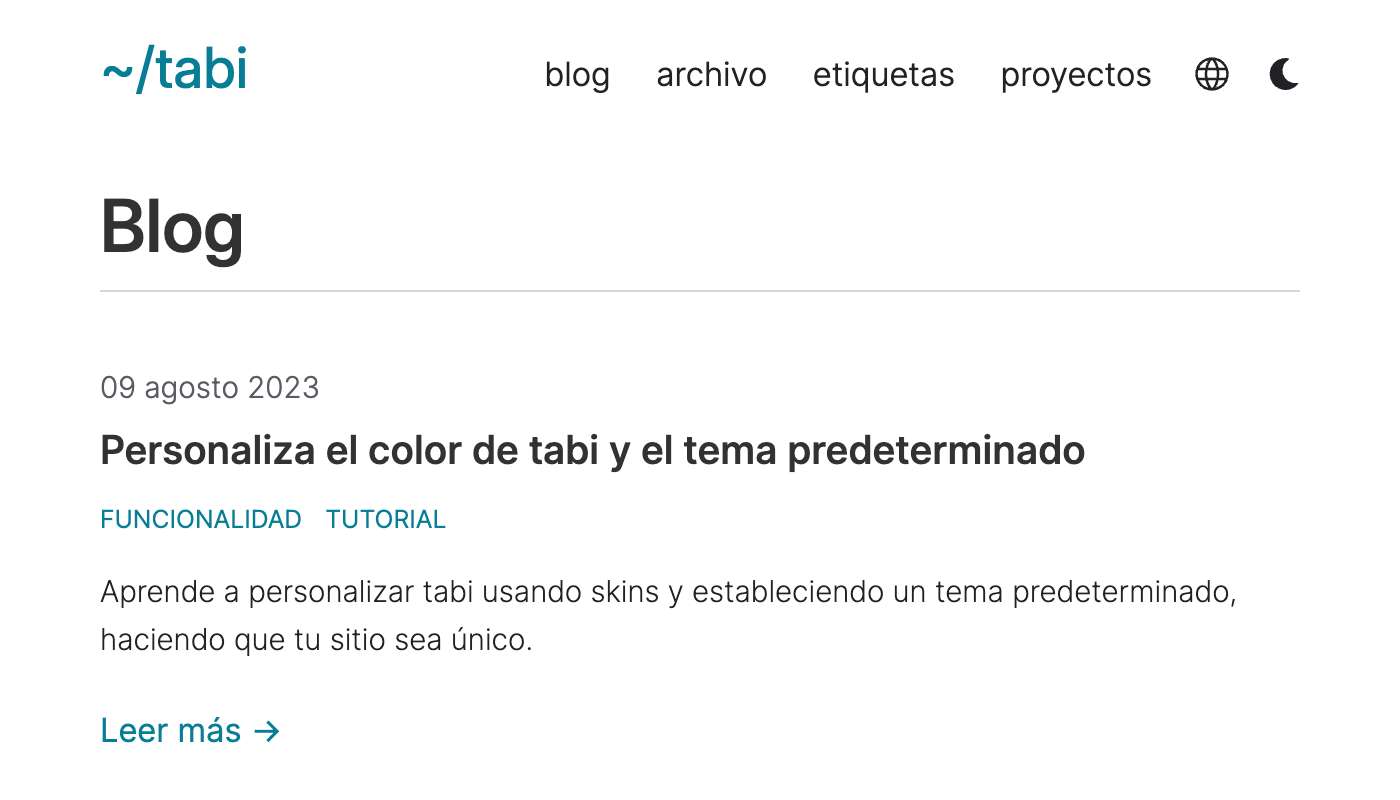 ~/tabi
blog archivo etiquetas proyectos
Blog
09 agosto 2023
Personaliza el color de tabi y el tema predeterminado
FUNCIONALIDAD TUTORIAL
Aprende a personalizar tabi usando skins y estableciendo un tema predeterminado,
haciendo que tu sitio sea único.
Leer más →